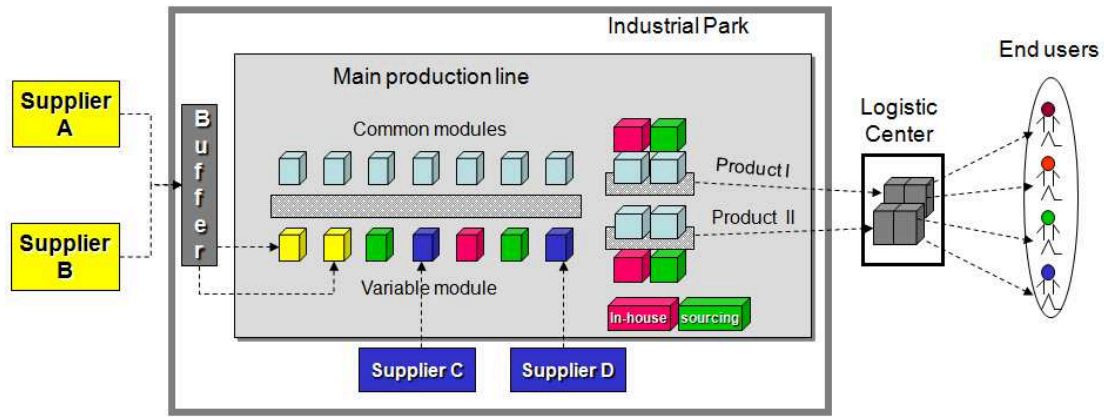 Industrial Park
End users
Main production line
Supplier
A
Buffer
Logistic
Center
Common modules
Product I
Product II
Supplier
B
Variable module
In-house
sourcing
Supplier C
Supplier D